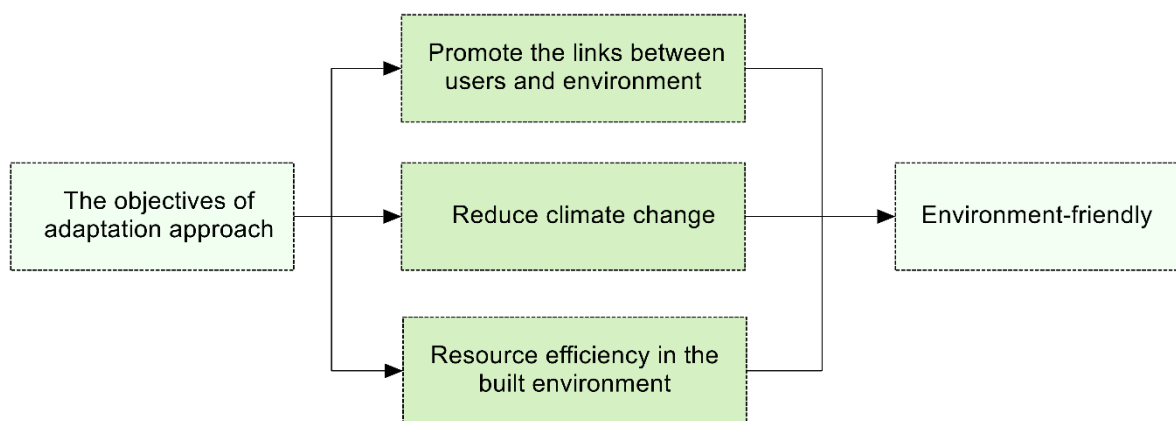 The objectives of
adaptation approach
Promote the links between
users and environment
Reduce climate change
Resource efficiency in the
built environment
Environment-friendly